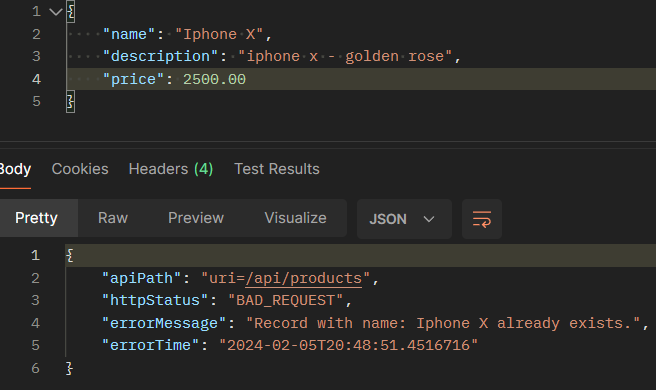 1 {
2 "name": "Iphone X",
3 "description": "iphone x - golden rose",
4 "price": 2500.00
5 }
Body Cookies Headers (4) Test Results
Pretty Raw Preview Visualize JSON
1 {
2 "apiPath": "uri=/api/products",
3 "httpStatus": "BAD_REQUEST",
4 "errorMessage": "Record with name: Iphone X already exists.",
5 "errorTime": "2024-02-05T20:48:51.4516716"
6 }